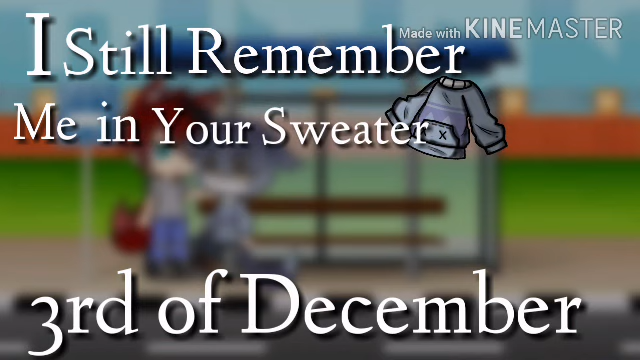 Made with KINEMASTER
I Still Remember
Me in Your Sweater
x
3rd of December